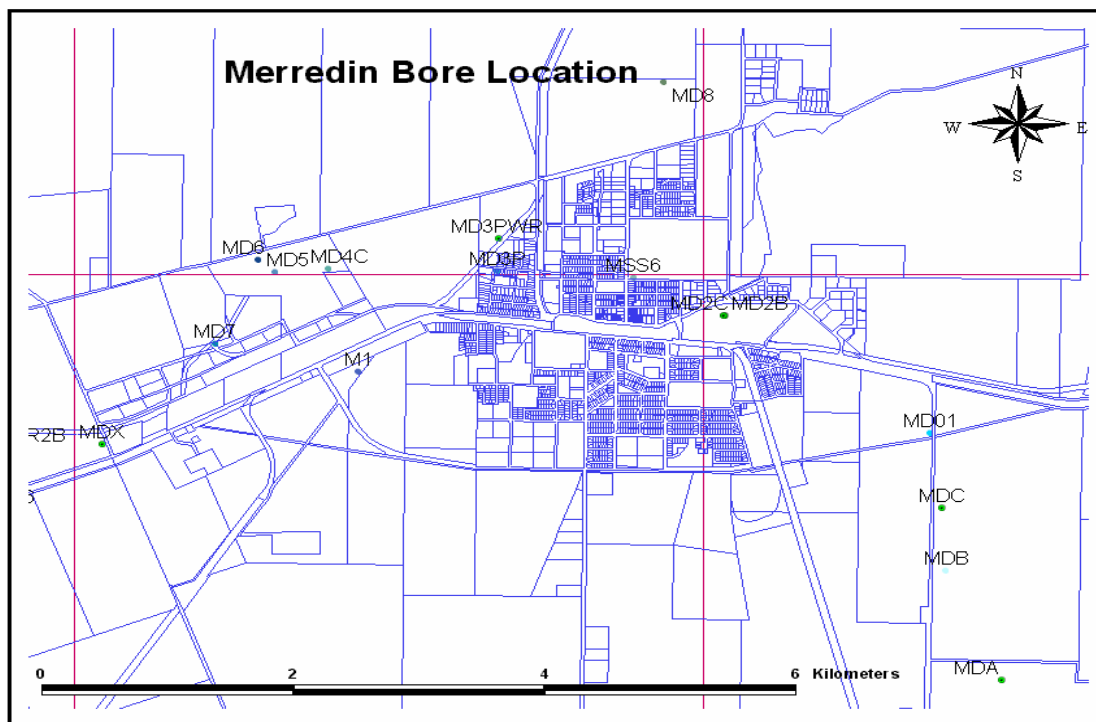 Merredin Bore Location
N
W E
S
MD8
MD3PWR
MD6
MD5 MD4C
MD3P
MSS6
MD2C MD2B
MD7
M1
MD01
R2B MDX
MDC
MDB
MDA
0 2 4 6 Kilometers